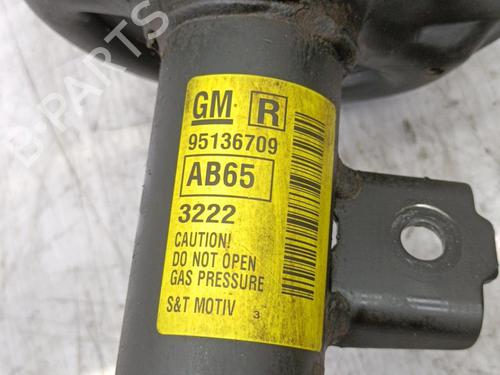 B-PARTS
GM R
95136709
AB65
3222
CAUTION!
DO NOT OPEN
GAS PRESSURE
S&T MOTIV 3